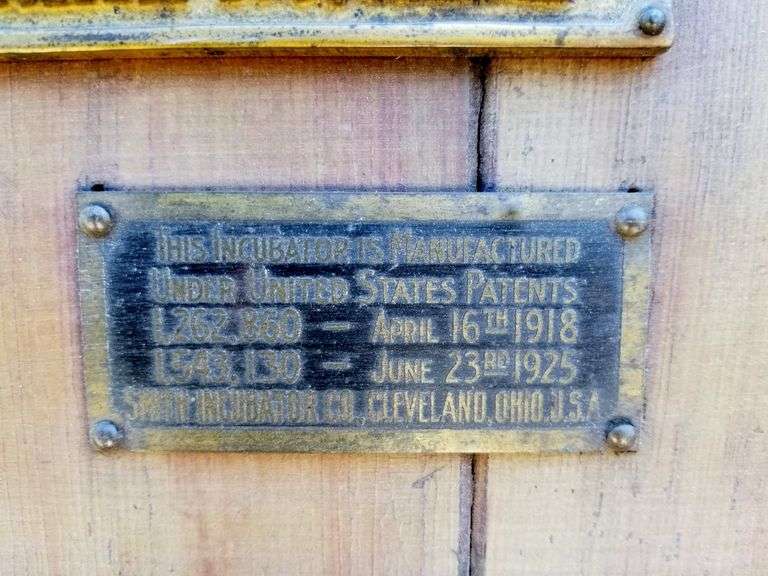 THIS INCUBATOR IS MANUFACTURED
UNDER UNITED STATES PATENTS
1,262,860 — APRIL 16TH 1918
1,543,130 — JUNE 23RD 1925
SMITH INCUBATOR CO., CLEVELAND, OHIO, U.S.A.